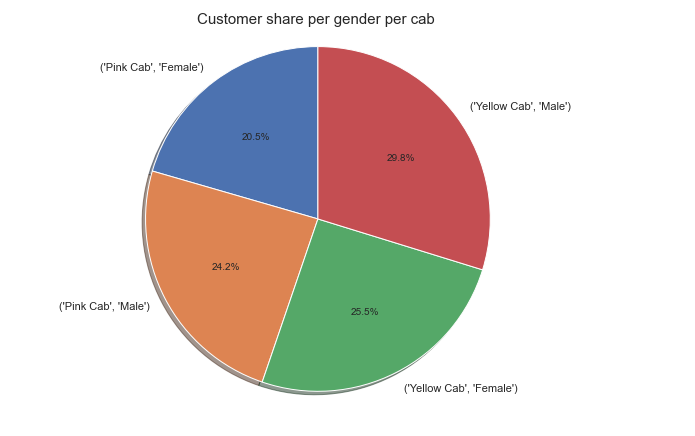 Customer share per gender per cab
('Pink Cab', 'Female')
('Yellow Cab', 'Male')
20.5%
29.8%
24.2%
('Pink Cab', 'Male')
25.5%
('Yellow Cab', 'Female')